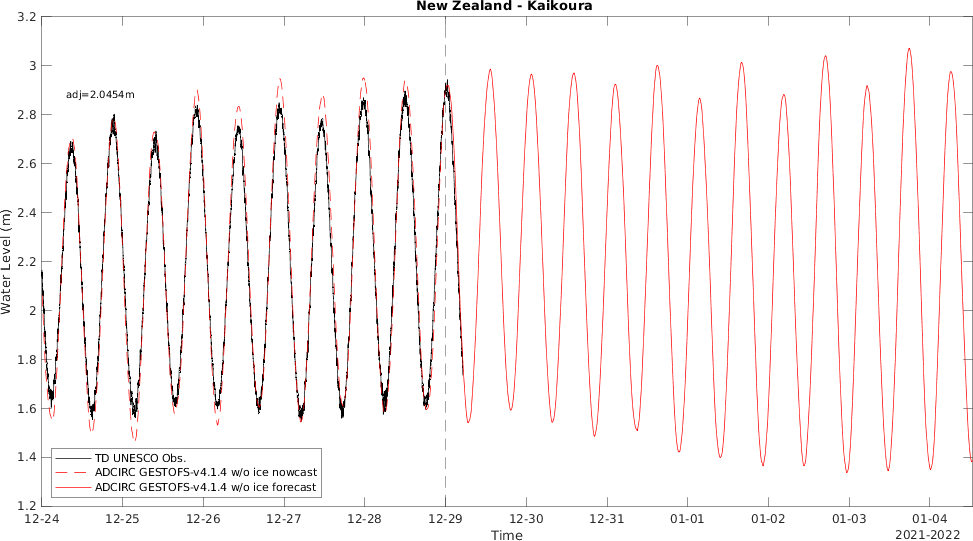 New Zealand - Kaikoura
3.2
3
2.8
2.6
2.4
2.2
2
1.8
1.6
1.4
1.2
Water Level (m)
adj=2.0454m
TD UNESCO Obs.
ADCIRC GESTOFS-v4.1.4 w/o ice nowcast
ADCIRC GESTOFS-v4.1.4 w/o ice forecast
12-24 12-25 12-26 12-27 12-28 12-29 12-30 12-31 01-01 01-02 01-03 01-04
Time
2021-2022